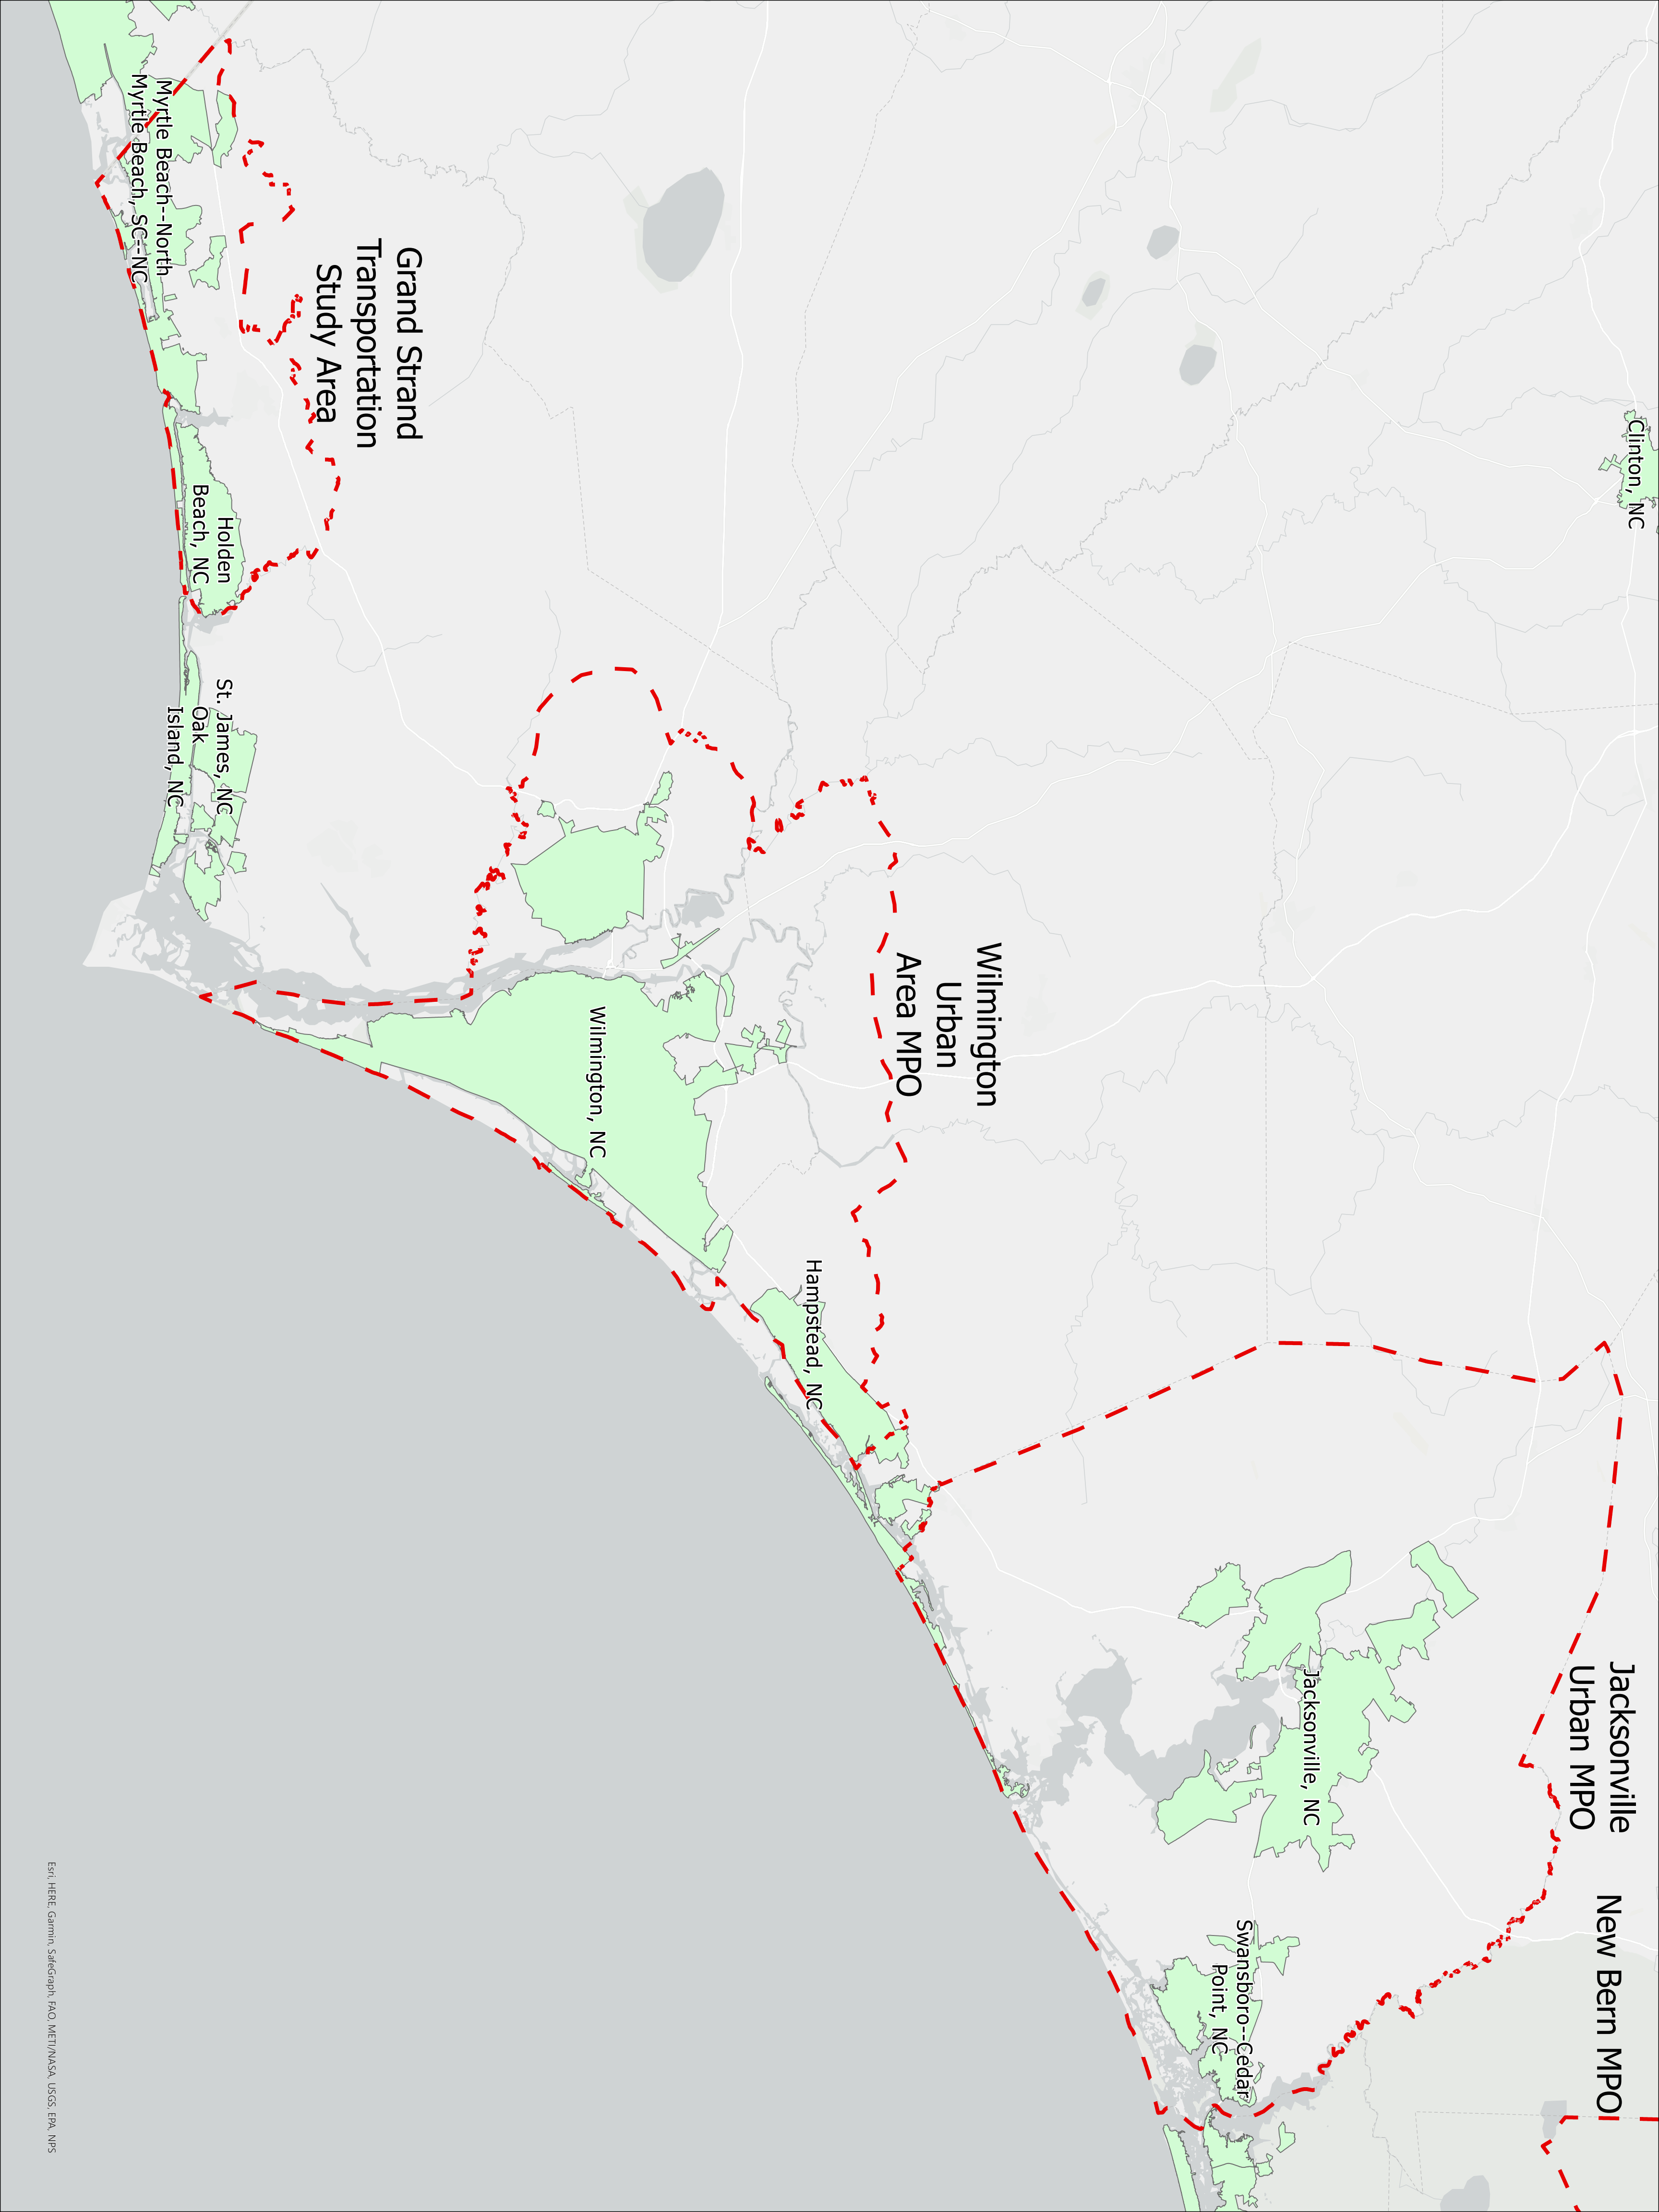 Clinton, NC
Jacksonville
Urban MPO
New Bern MPO
Jacksonville, NC
Swansboro--Cedar
Point, NC
Wilmington
Urban
Area MPO
Hampstead, NC
Wilmington, NC
Grand Strand
Transportation
Study Area
Holden
Beach, NC
St. James, NC
Oak
Island, NC
Myrtle Beach--North
Myrtle Beach, SC--NC
Esri, HERE, Garmin, SafeGraph, FAO, METI/NASA, USGS, EPA, NPS